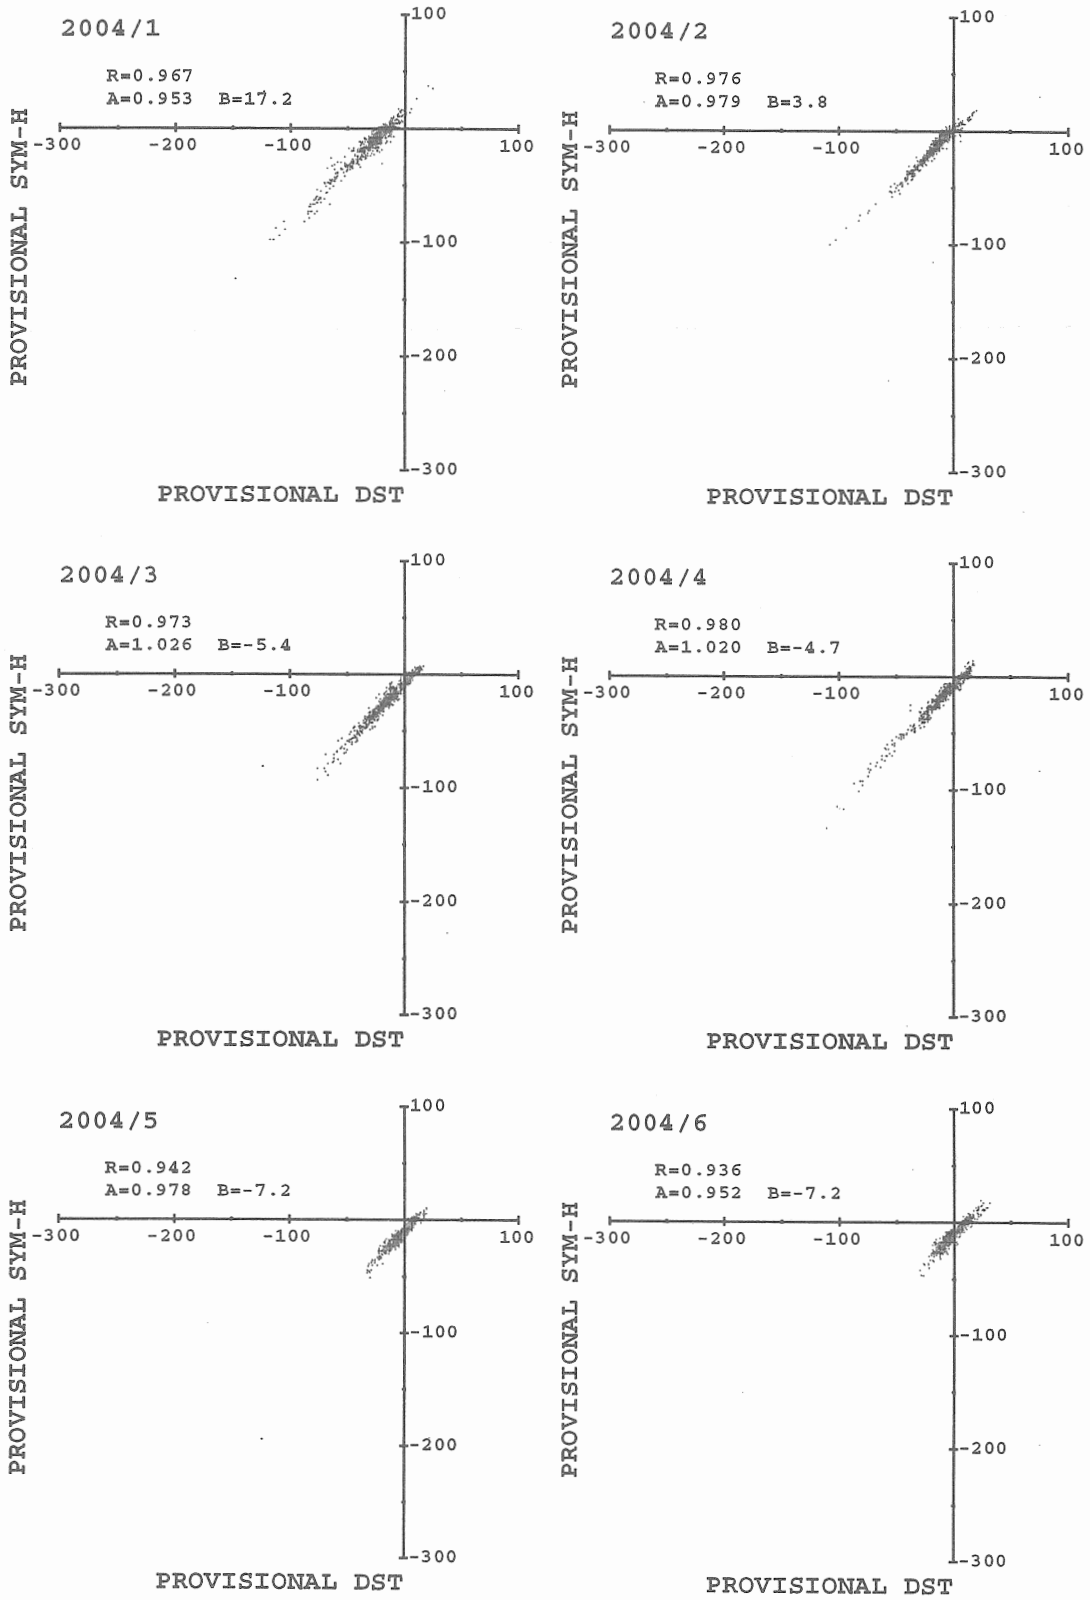 2004/1
R=0.967
A=0.953 B=17.2
100
-300 -200 -100 100
-100
-200
-300
PROVISIONAL SYM-H
PROVISIONAL DST
2004/2
R=0.976
A=0.979 B=3.8
100
-300 -200 -100 100
-100
-200
-300
PROVISIONAL SYM-H
PROVISIONAL DST
2004/3
R=0.973
A=1.026 B=-5.4
100
-300 -200 -100 100
-100
-200
-300
PROVISIONAL SYM-H
PROVISIONAL DST
2004/4
R=0.980
A=1.020 B=-4.7
100
-300 -200 -100 100
-100
-200
-300
PROVISIONAL SYM-H
PROVISIONAL DST
2004/5
R=0.942
A=0.978 B=-7.2
100
-300 -200 -100 100
-100
-200
-300
PROVISIONAL SYM-H
PROVISIONAL DST
2004/6
R=0.936
A=0.952 B=-7.2
100
-300 -200 -100 100
-100
-200
-300
PROVISIONAL SYM-H
PROVISIONAL DST